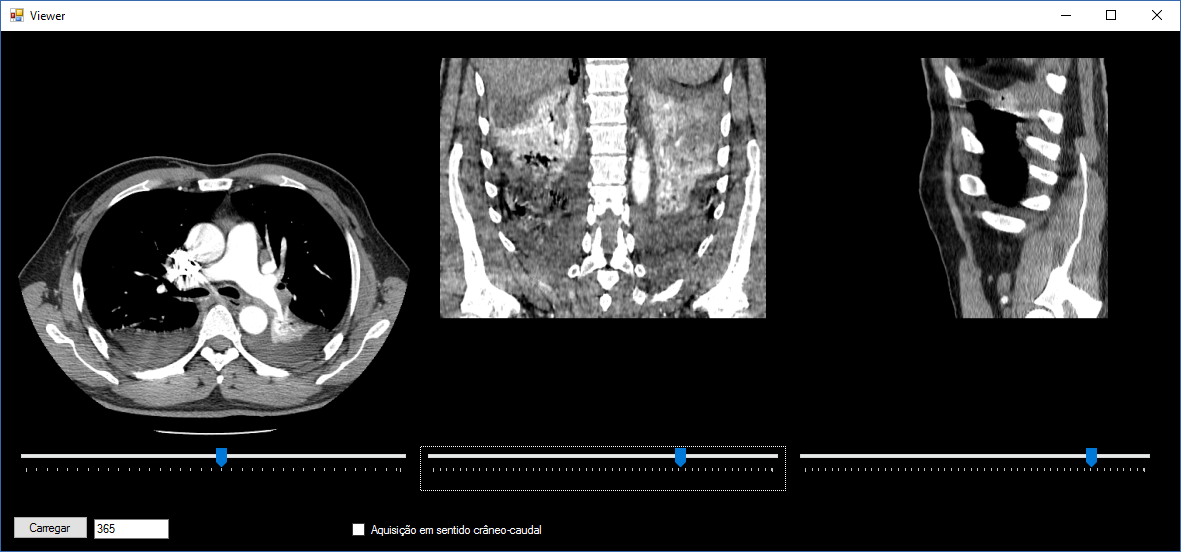 Viewer
Carregar
365
Aquisição em sentido crâneo-caudal